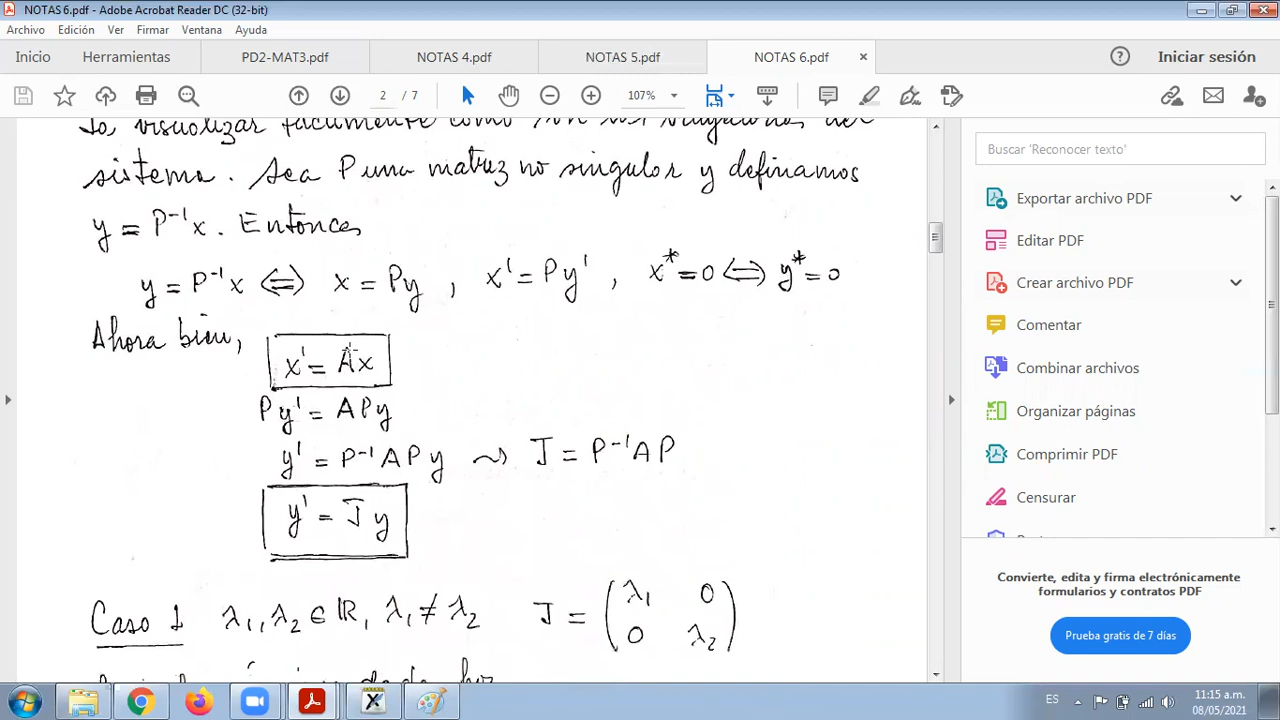 NOTAS 6.pdf - Adobe Acrobat Reader DC (32-bit)
Archivo Edición Ver Firmar Ventana Ayuda
Inicio Herramientas PD2-MAT3.pdf NOTAS 4.pdf NOTAS 5.pdf NOTAS 6.pdf × Iniciar sesión
2 / 7 107%
visualizar fácilmente como son
sistema. Sea P una matriz no singular y definamos
y = P⁻¹x. Entonces
y = P⁻¹x ⇔ x = Py , x' = Py' , x* = 0 ⇔ y* = 0
Ahora bien,
x' = Ax
Py' = APy
y' = P⁻¹APy ⇝ J = P⁻¹AP
y' = Jy
Caso 1 λ₁, λ₂ ∈ ℝ, λ₁ ≠ λ₂ J = ( λ₁ 0
0 λ₂ )
Buscar 'Reconocer texto'
Exportar archivo PDF
Editar PDF
Crear archivo PDF
Comentar
Combinar archivos
Organizar páginas
Comprimir PDF
Censurar
Convierte, edita y firma electrónicamente
formularios y contratos PDF
Prueba gratis de 7 días
ES 11:15 a.m.
08/05/2021